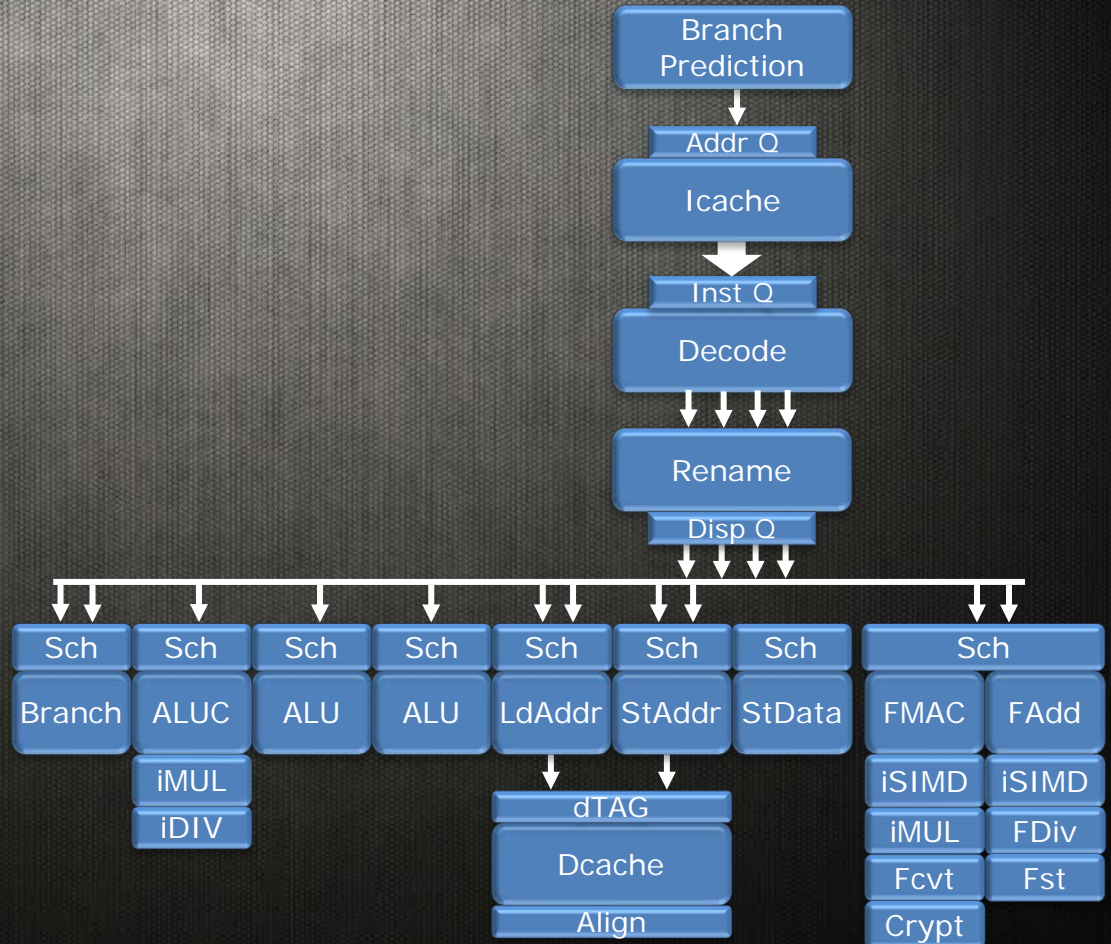 Branch
Prediction
Addr Q
Icache
Inst Q
Decode
Rename
Disp Q
Sch Sch Sch Sch Sch Sch Sch Sch
Branch ALUC ALU ALU LdAddr StAddr StData FMAC FAdd
iMUL iSIMD iSIMD
iDIV dTAG iMUL FDiv
Dcache Fcvt Fst
Align Crypt